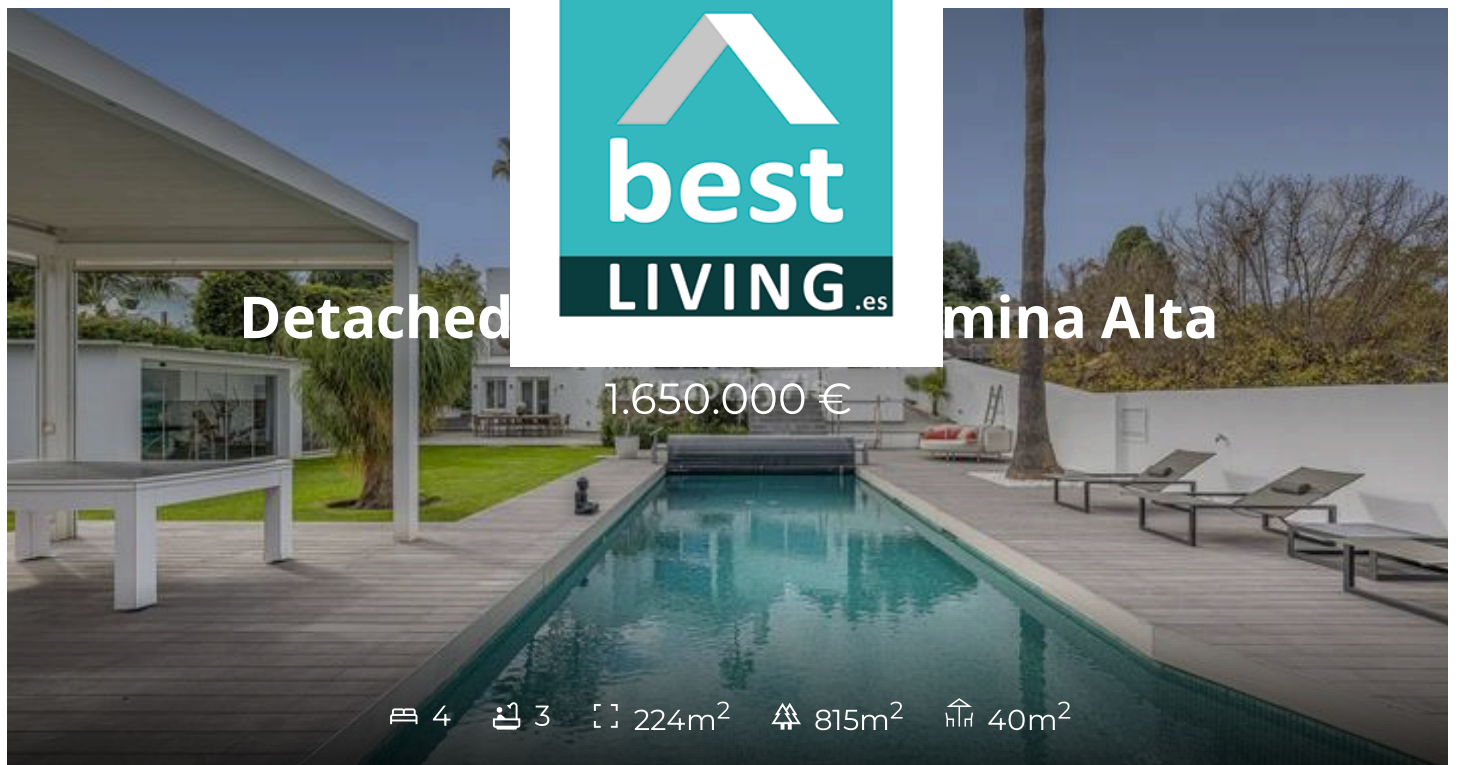 best
LIVING.es
Detached mina Alta
1.650.000 €
4 3 224m² 815m² 40m²